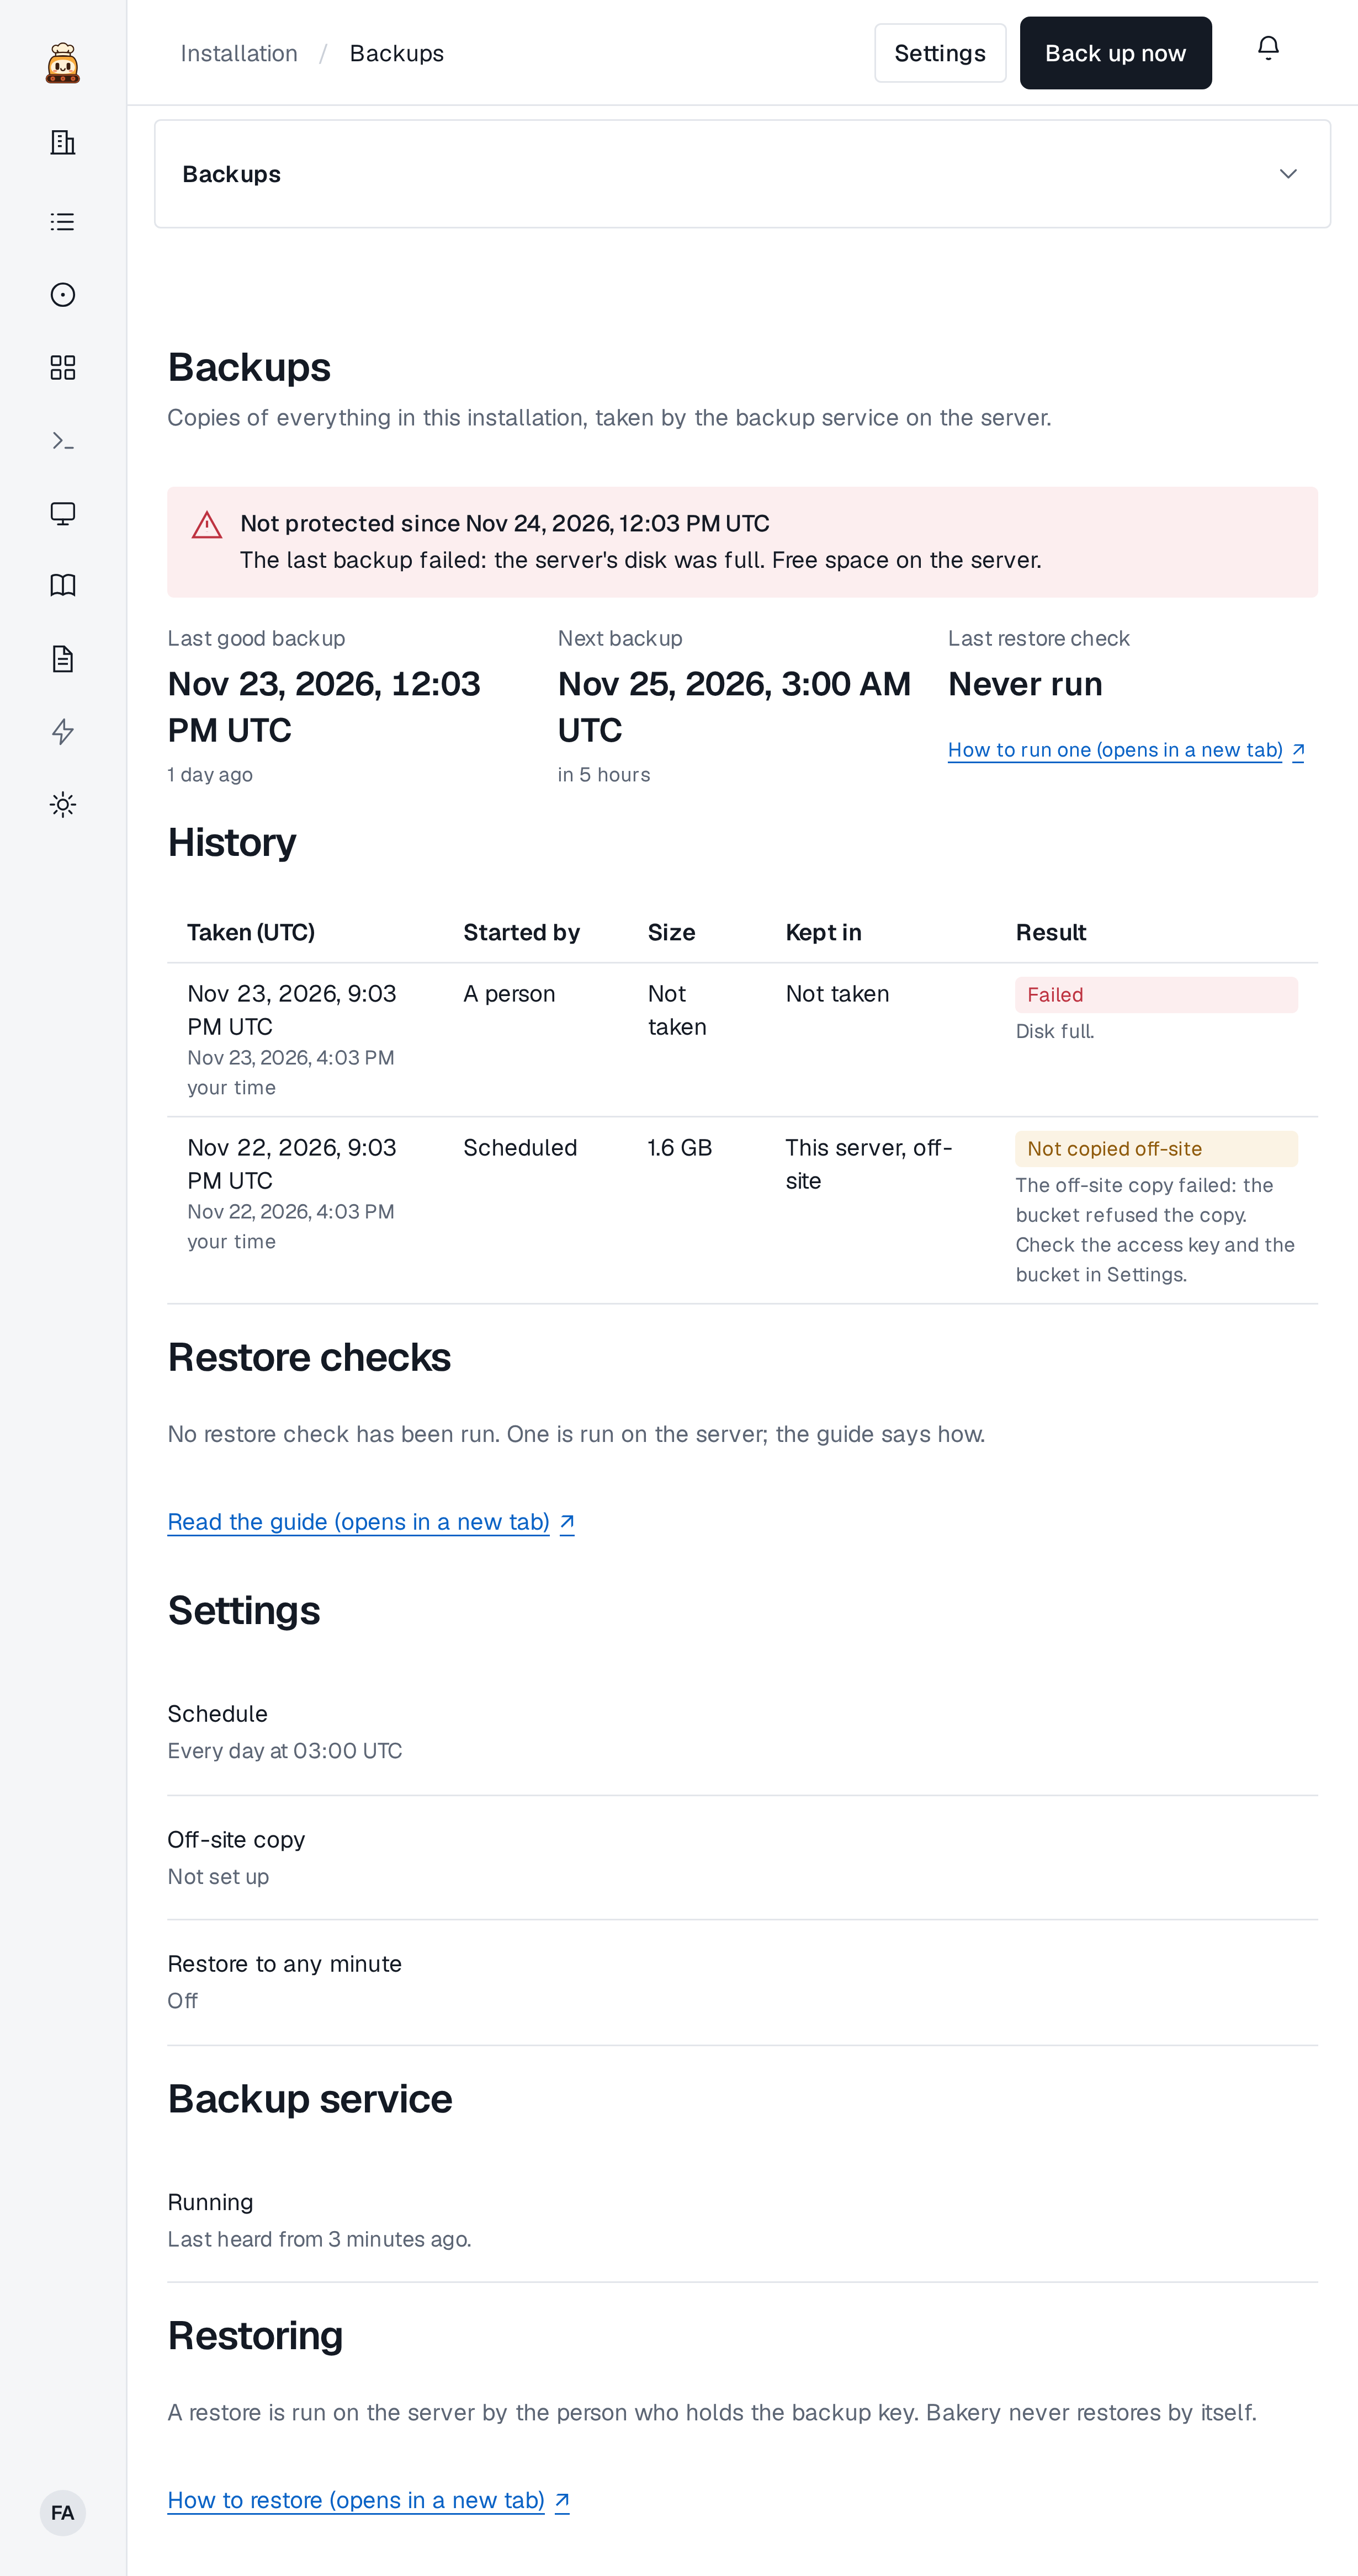 Installation / Backups
Settings
Back up now
Backups
Backups
Copies of everything in this installation, taken by the backup service on the server.
Not protected since Nov 24, 2026, 12:03 PM UTC
The last backup failed: the server's disk was full. Free space on the server.
Last good backup
Nov 23, 2026, 12:03
PM UTC
1 day ago
Next backup
Nov 25, 2026, 3:00 AM
UTC
in 5 hours
Last restore check
Never run
How to run one (opens in a new tab)
History
Taken (UTC) Started by Size Kept in Result
Nov 23, 2026, 9:03
PM UTC
Nov 23, 2026, 4:03 PM
your time
A person
Not
taken
Not taken
Failed
Disk full.
Nov 22, 2026, 9:03
PM UTC
Nov 22, 2026, 4:03 PM
your time
Scheduled
1.6 GB
This server, off-
site
Not copied off-site
The off-site copy failed: the
bucket refused the copy.
Check the access key and the
bucket in Settings.
Restore checks
No restore check has been run. One is run on the server; the guide says how.
Read the guide (opens in a new tab)
Settings
Schedule
Every day at 03:00 UTC
Off-site copy
Not set up
Restore to any minute
Off
Backup service
Running
Last heard from 3 minutes ago.
Restoring
A restore is run on the server by the person who holds the backup key. Bakery never restores by itself.
How to restore (opens in a new tab)
FA